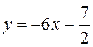 y = −6x − 7/2